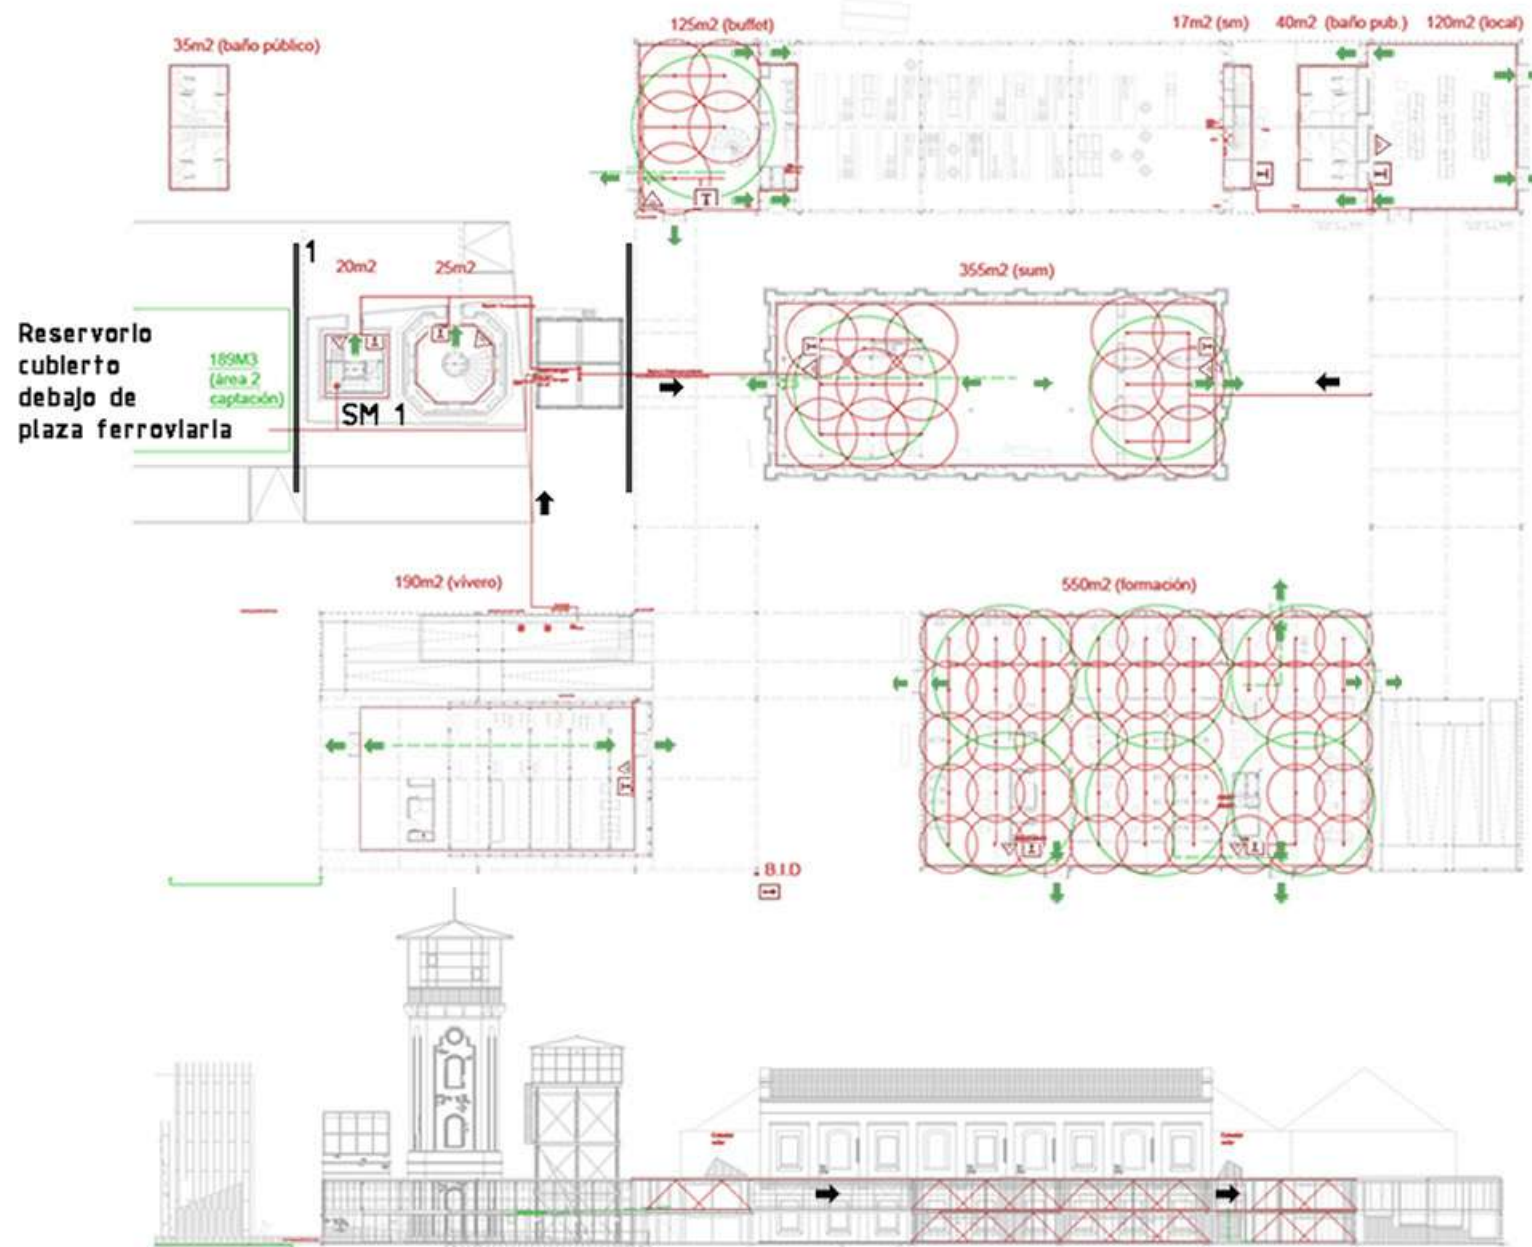 35m2 (baño público)
125m2 (buffet)
17m2 (sm)
40m2 (baño pub.)
120m2 (local)
1
20m2
25m2
355m2 (sum)
Reservorio
cubierto
debajo de
plaza ferroviaria
189M3
(área 2
captación)
SM 1
190m2 (vívero)
550m2 (formación)
B.I.D